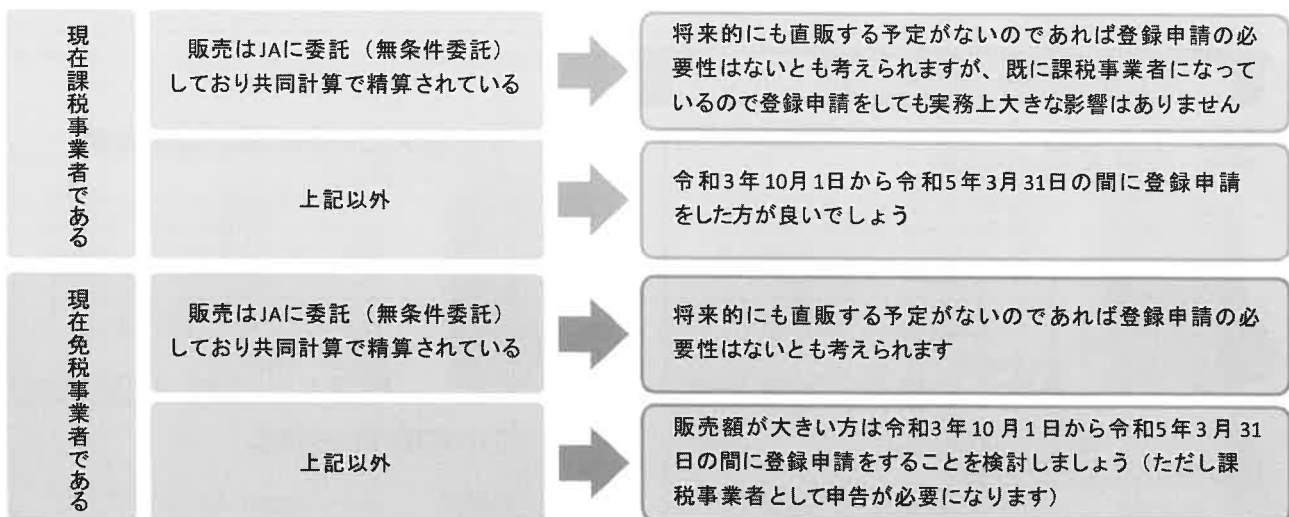 現在課税事業者である
販売はJAに委託（無条件委託）
しており共同計算で精算されている
将来的にも直販する予定がないのであれば登録申請の必
要性はないとも考えられますが、既に課税事業者になって
いるので登録申請をしても実務上大きな影響はありません
上記以外
令和3年10月1日から令和5年3月31日の間に登録申請
をした方が良いでしょう
現在免税事業者である
販売はJAに委託（無条件委託）
しており共同計算で精算されている
将来的にも直販する予定がないのであれば登録申請の必
要性はないとも考えられます
上記以外
販売額が大きい方は令和3年10月1日から令和5年3月31
日の間に登録申請をすることを検討しましょう（ただし課
税事業者として申告が必要になります）